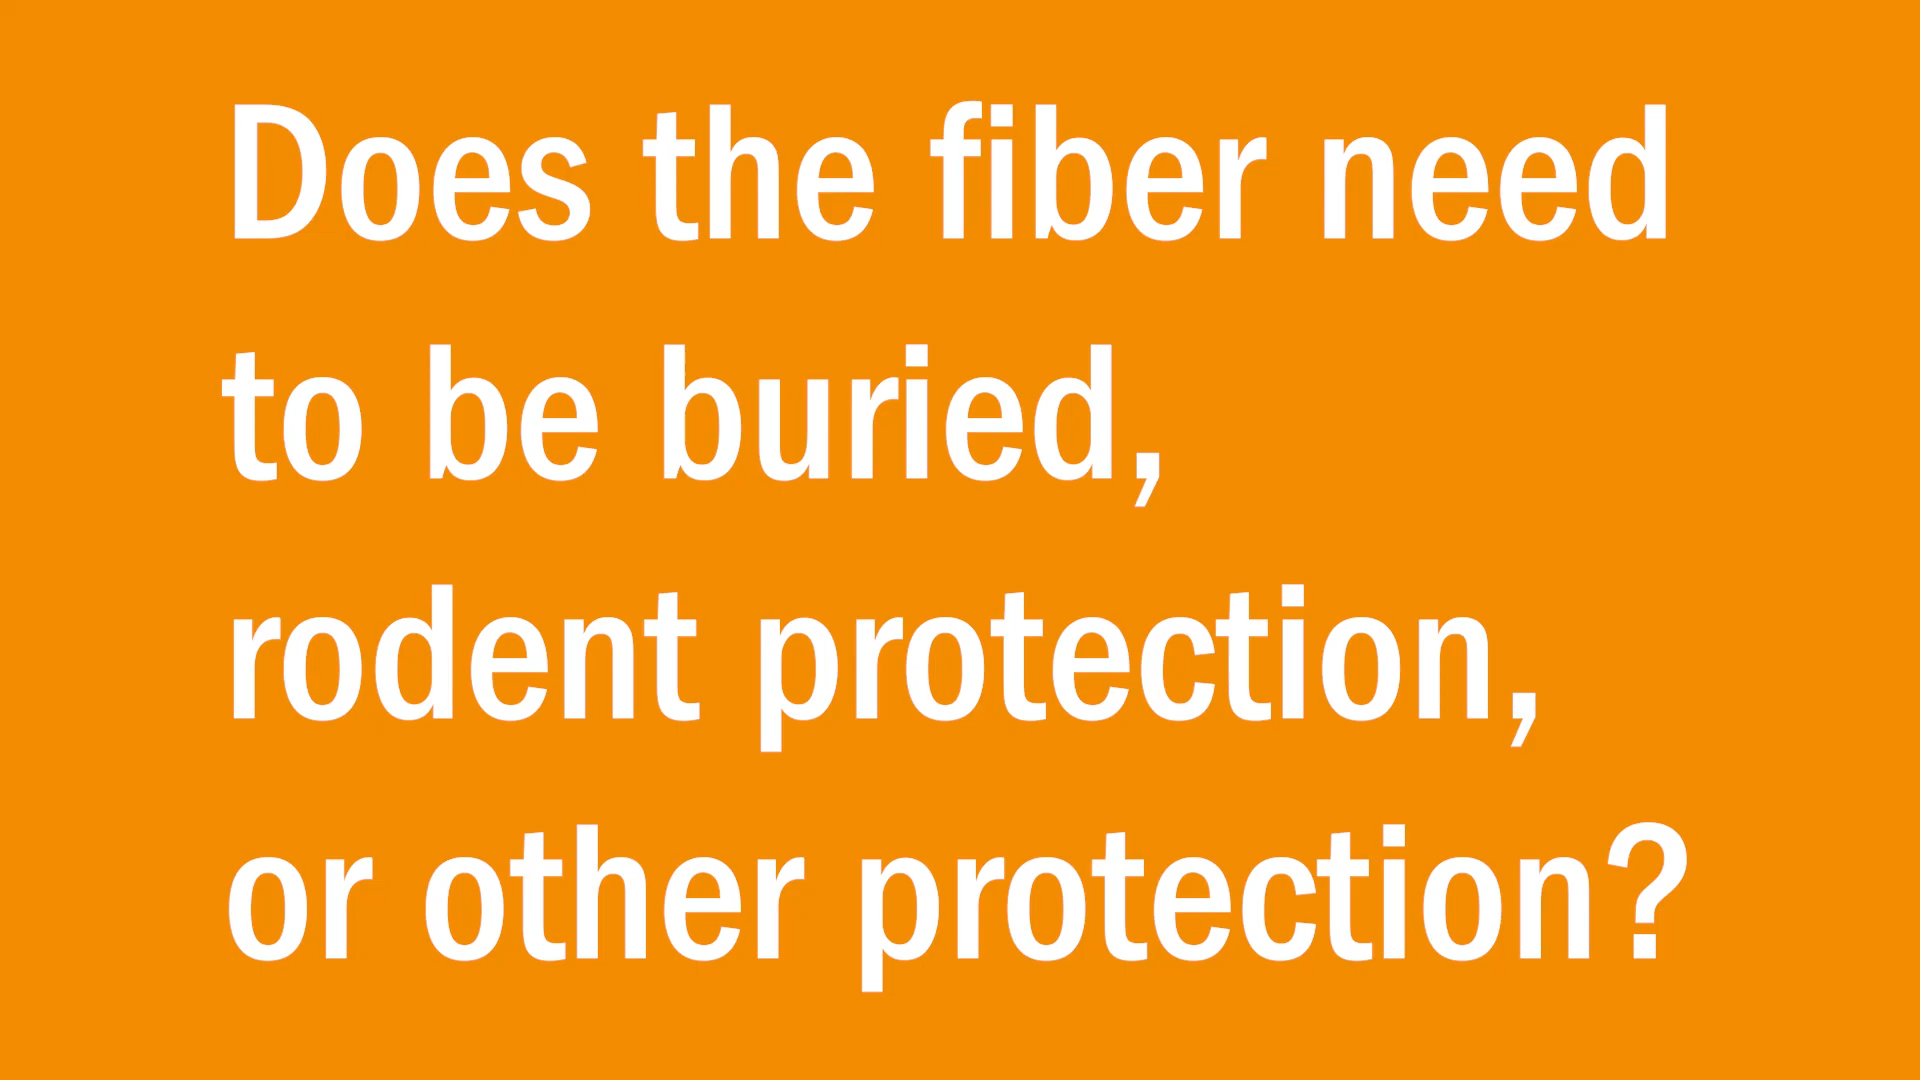 Does the fiber need
to be buried,
rodent protection,
or other protection?